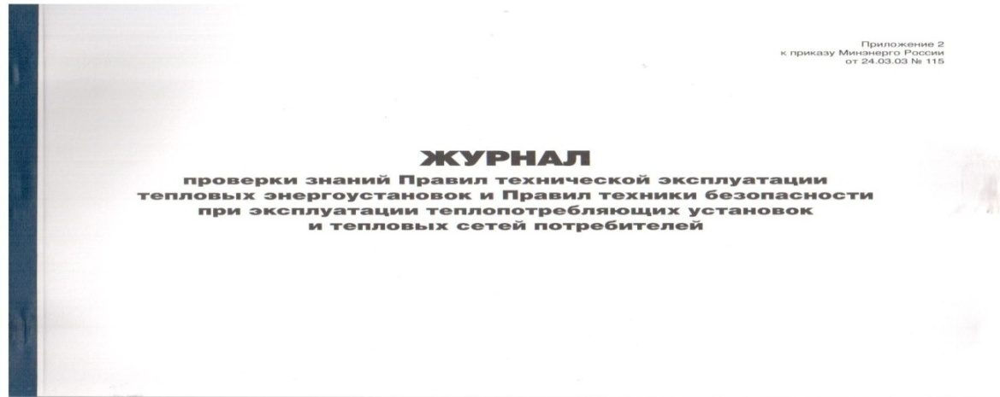 Приложение 2
к приказу Минэнерго России
от 24.03.03 № 115
ЖУРНАЛ
проверки знаний Правил технической эксплуатации
тепловых энергоустановок и Правил техники безопасности
при эксплуатации теплопотребляющих установок
и тепловых сетей потребителей